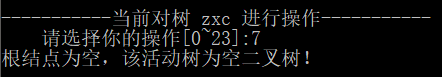 -----------当前对树 zxc 进行操作-----------
请选择你的操作[0~23]:7
根结点为空，该活动树为空二叉树！